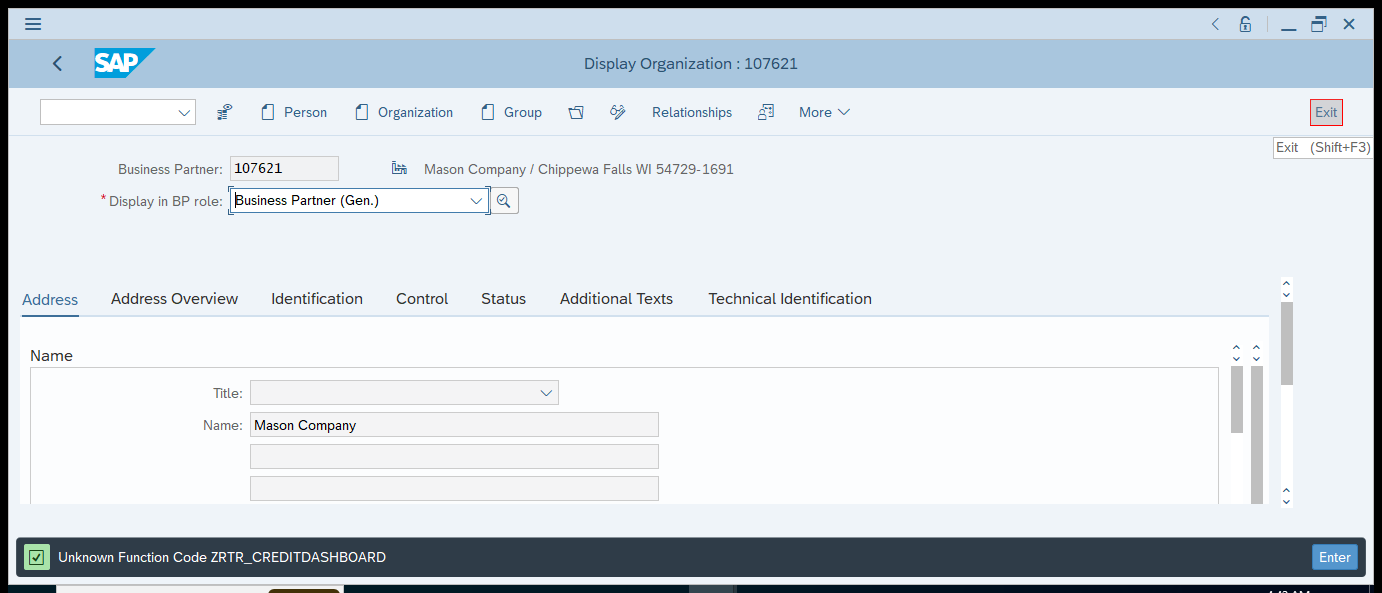 SAP
Display Organization : 107621
Person Organization Group Relationships More Exit
Exit (Shift+F3)
Business Partner: 107621 Mason Company / Chippewa Falls WI 54729-1691
* Display in BP role: Business Partner (Gen.)
Address Address Overview Identification Control Status Additional Texts Technical Identification
Name
Title:
Name: Mason Company
Unknown Function Code ZRTR_CREDITDASHBOARD Enter